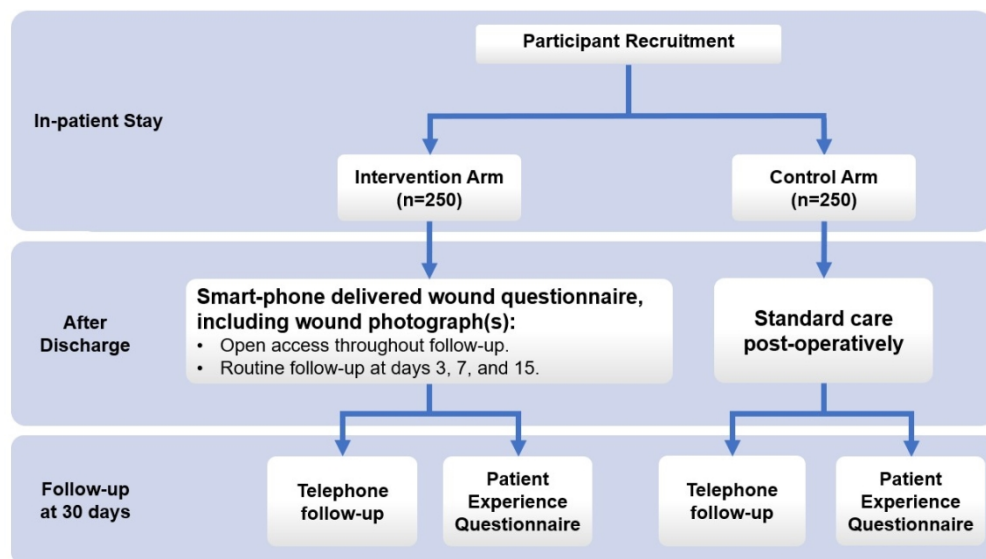 Participant Recruitment
In-patient Stay
Intervention Arm
(n=250)
Control Arm
(n=250)
After
Discharge
Smart-phone delivered wound questionnaire,
including wound photograph(s):
• Open access throughout follow-up.
• Routine follow-up at days 3, 7, and 15.
Standard care
post-operatively
Follow-up
at 30 days
Telephone
follow-up
Patient
Experience
Questionnaire
Telephone
follow-up
Patient
Experience
Questionnaire